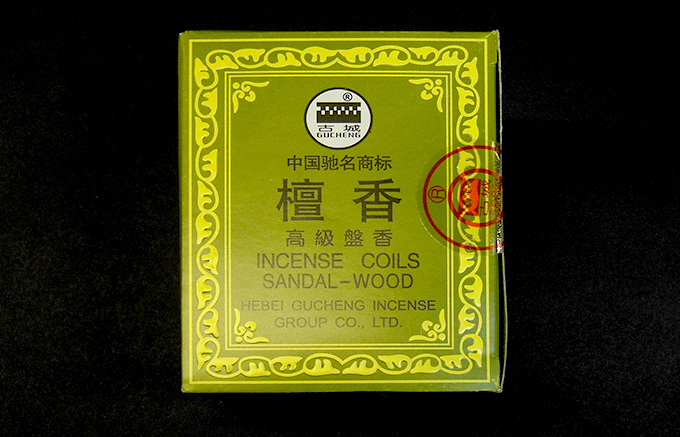 ®
古城
GUCHENG
中国驰名商标
檀香
高級盤香
INCENSE COILS
SANDAL-WOOD
HEBEI GUCHENG INCENSE
GROUP CO., LTD.
®